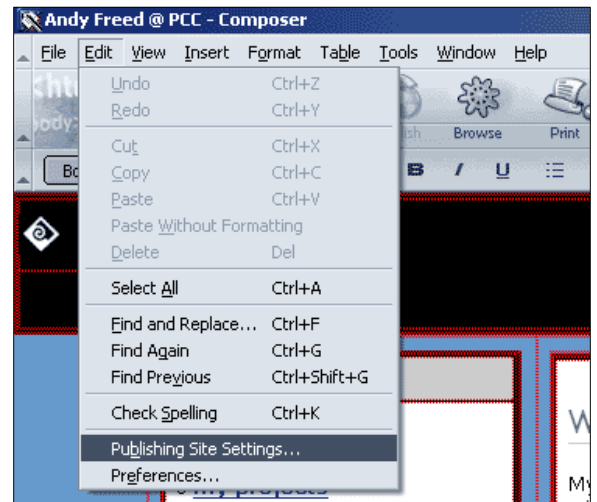 Andy Freed @ PCC - Composer
File Edit View Insert Format Table Tools Window Help
Browse Print
B I U
Undo Ctrl+Z
Redo Ctrl+Y
Cut Ctrl+X
Copy Ctrl+C
Paste Ctrl+V
Paste Without Formatting
Delete Del
Select All Ctrl+A
Find and Replace... Ctrl+F
Find Again Ctrl+G
Find Previous Ctrl+Shift+G
Check Spelling Ctrl+K
Publishing Site Settings...
Preferences...
my projects
My